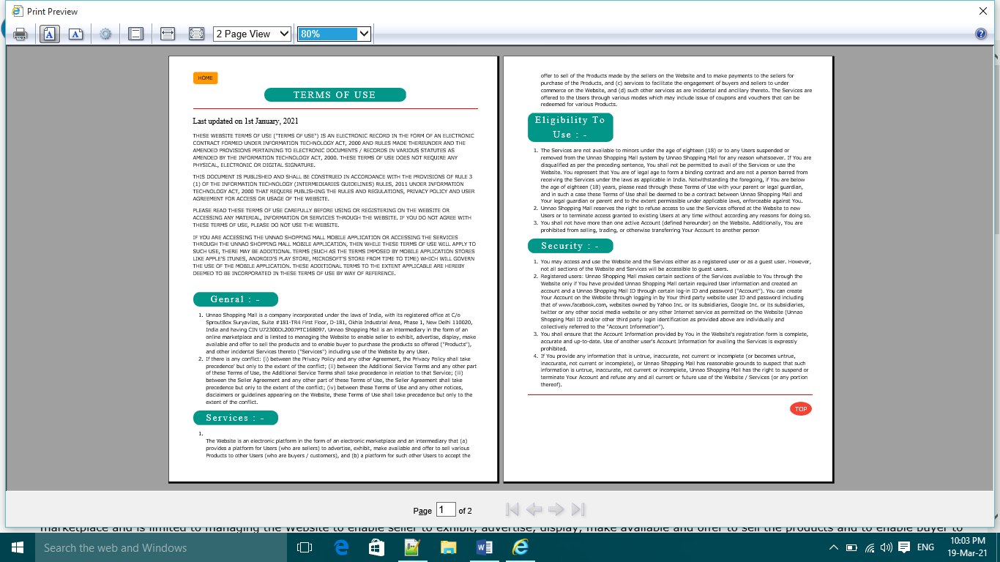 Print Preview
2 Page View
80%
HOME
TERMS OF USE
Last updated on 1st January, 2021
THESE WEBSITE TERMS OF USE ("TERMS OF USE") IS AN ELECTRONIC RECORD IN THE FORM OF AN ELECTRONIC
CONTRACT FORMED UNDER INFORMATION TECHNOLOGY ACT, 2000 AND RULES MADE THEREUNDER AND THE
AMENDED PROVISIONS PERTAINING TO ELECTRONIC DOCUMENTS / RECORDS IN VARIOUS STATUTES AS
AMENDED BY THE INFORMATION TECHNOLOGY ACT, 2000. THESE TERMS OF USE DOES NOT REQUIRE ANY
PHYSICAL, ELECTRONIC OR DIGITAL SIGNATURE.
THIS DOCUMENT IS PUBLISHED AND SHALL BE CONSTRUED IN ACCORDANCE WITH THE PROVISIONS OF RULE 3
(1) OF THE INFORMATION TECHNOLOGY (INTERMEDIARIES GUIDELINES) RULES, 2011 UNDER INFORMATION
TECHNOLOGY ACT, 2000 THAT REQUIRE PUBLISHING THE RULES AND REGULATIONS, PRIVACY POLICY AND USER
AGREEMENT FOR ACCESS OR USAGE OF THE WEBSITE.
PLEASE READ THESE TERMS OF USE CAREFULLY BEFORE USING OR REGISTERING ON THE WEBSITE OR
ACCESSING ANY MATERIAL, INFORMATION OR SERVICES THROUGH THE WEBSITE. IF YOU DO NOT AGREE WITH
THESE TERMS OF USE, PLEASE DO NOT USE THE WEBSITE.
IF YOU ARE ACCESSING THE UNNAO SHOPPING MALL MOBILE APPLICATION OR ACCESSING THE SERVICES
THROUGH THE UNNAO SHOPPING MALL MOBILE APPLICATION, THEN WHILE THESE TERMS OF USE WILL APPLY TO
SUCH USE, THERE MAY BE ADDITIONAL TERMS (SUCH AS THE TERMS IMPOSED BY MOBILE APPLICATION STORES
LIKE APPLE'S ITUNES, ANDROID'S PLAY STORE, MICROSOFT'S STORE FROM TIME TO TIME) WHICH WILL GOVERN
THE USE OF THE MOBILE APPLICATION. THESE ADDITIONAL TERMS TO THE EXTENT APPLICABLE ARE HEREBY
DEEMED TO BE INCORPORATED IN THESE TERMS OF USE BY WAY OF REFERENCE.
Genral : -
1. Unnao Shopping Mall is a company incorporated under the laws of India, with its registered office at C/o
SproutBox Suryavilas, Suite #181-TR4 First Floor, D-181, Okhla Industrial Area, Phase 1, New Delhi 110020,
India and having CIN U72300DL2007PTC168097. Unnao Shopping Mall is an intermediary in the form of an
online marketplace and is limited to managing the Website to enable seller to exhibit, advertise, display, make
available and offer to sell the products and to enable buyer to purchase the products so offered ("Products"),
and other incidental Services thereto ("Services") including use of the Website by any User.
2. If there is any conflict: (i) between the Privacy Policy and any other Agreement, the Privacy Policy shall take
precedence' but only to the extent of the conflict; (ii) between the Additional Service Terms and any other part
of these Terms of Use, the Additional Service Terms shall take precedence in relation to that Service; (iii)
between the Seller Agreement and any other part of these Terms of Use, the Seller Agreement shall take
precedence but only to the extent of the conflict; (iv) between these Terms of Use and any other notices,
disclaimers or guidelines appearing on the Website, these Terms of Use shall take precedence but only to the
extent of the conflict.
Services : -
1.
The Website is an electronic platform in the form of an electronic marketplace and an intermediary that (a)
provides a platform for Users (who are sellers) to advertise, exhibit, make available and offer to sell various
Products to other Users (who are buyers / customers), and (b) a platform for such other Users to accept the
offer to sell of the Products made by the sellers on the Website and to make payments to the sellers for
purchase of the Products, and (c) services to facilitate the engagement of buyers and sellers to under
commerce on the Website, and (d) such other services as are incidental and ancillary thereto. The Services are
offered to the Users through various modes which may include issue of coupons and vouchers that can be
redeemed for various Products.
Eligibility To
Use : -
1. The Services are not available to minors under the age of eighteen (18) or to any Users suspended or
removed from the Unnao Shopping Mall system by Unnao Shopping Mall for any reason whatsoever. If You are
disqualified as per the preceding sentence, You shall not be permitted to avail of the Services or use the
Website. You represent that You are of legal age to form a binding contract and are not a person barred from
receiving the Services under the laws as applicable in India. Notwithstanding the foregoing, if You are below
the age of eighteen (18) years, please read through these Terms of Use with your parent or legal guardian,
and in such a case these Terms of Use shall be deemed to be a contract between Unnao Shopping Mall and
Your legal guardian or parent and to the extent permissible under applicable laws, enforceable against You.
2. Unnao Shopping Mall reserves the right to refuse access to use the Services offered at the Website to new
Users or to terminate access granted to existing Users at any time without according any reasons for doing so.
3. You shall not have more than one active Account (defined hereunder) on the Website. Additionally, You are
prohibited from selling, trading, or otherwise transferring Your Account to another person
Security : -
1. You may access and use the Website and the Services either as a registered user or as a guest user. However,
not all sections of the Website and Services will be accessible to guest users.
2. Registered users: Unnao Shopping Mall makes certain sections of the Services available to You through the
Website only if You have provided Unnao Shopping Mall certain required User information and created an
account and a Unnao Shopping Mall ID through certain log-in ID and password ("Account"). You can create
Your Account on the Website through logging in by Your third party website user ID and password including
that of www.facebook.com, websites owned by Yahoo Inc. or its subsidiaries, Google Inc. or its subsidiaries,
twitter or any other social media website or any other Internet service as permitted on the Website (Unnao
Shopping Mall ID and/or other third party login identification as provided above are individually and
collectively referred to the "Account Information").
3. You shall ensure that the Account Information provided by You in the Website's registration form is complete,
accurate and up-to-date. Use of another user's Account Information for availing the Services is expressly
prohibited.
4. If You provide any information that is untrue, inaccurate, not current or incomplete (or becomes untrue,
inaccurate, not current or incomplete), or Unnao Shopping Mall has reasonable grounds to suspect that such
information is untrue, inaccurate, not current or incomplete, Unnao Shopping Mall has the right to suspend or
terminate Your Account and refuse any and all current or future use of the Website / Services (or any portion
thereof).
TOP
Page 1 of 2
marketplace and is limited to managing the Website to enable seller to exhibit, advertise, display, make available and offer to sell the products and to enable buyer to
Search the web and Windows
ENG
10:03 PM
19-Mar-21